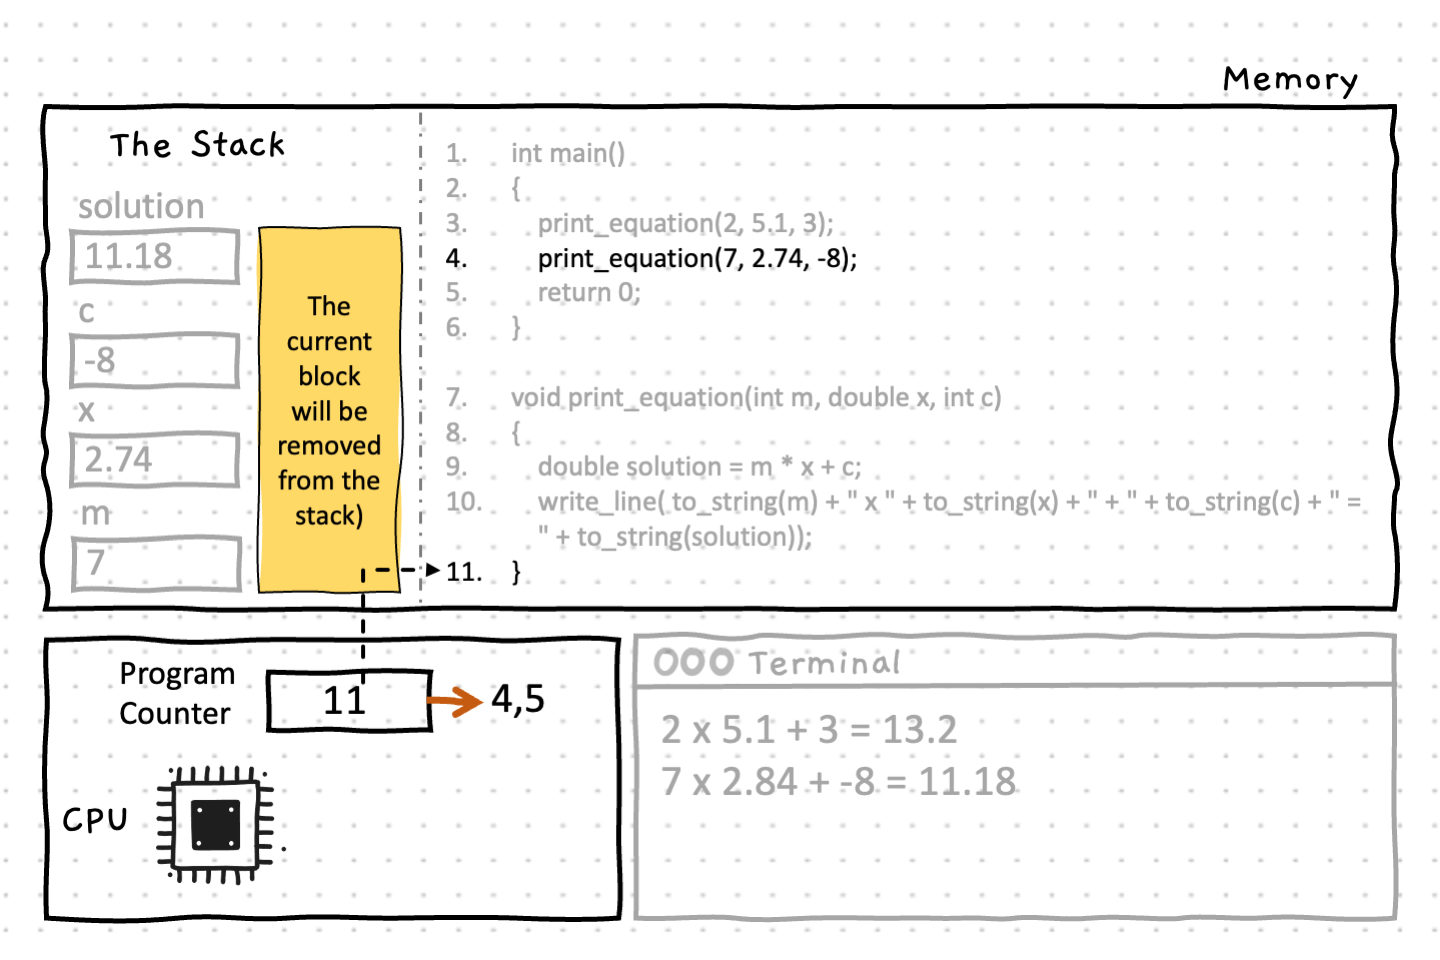 Memory
The Stack
solution
11.18
c
-8
x
2.74
m
7
The
current
block
will be
removed
from the
stack)
1. int main()
2. {
3. print_equation(2, 5.1, 3);
4. print_equation(7, 2.74, -8);
5. return 0;
6. }
7. void print_equation(int m, double x, int c)
8. {
9. double solution = m * x + c;
10. write_line( to_string(m) + " x " + to_string(x) + " + " + to_string(c) + " =
" + to_string(solution));
11. }
Program
Counter
11
4,5
CPU
Terminal
2 x 5.1 + 3 = 13.2
7 x 2.84 + -8 = 11.18